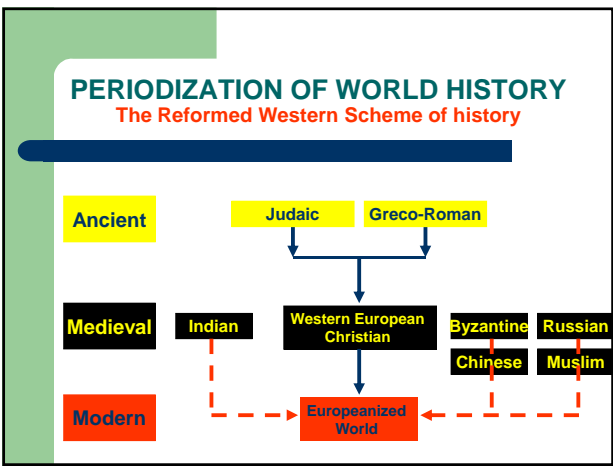 PERIODIZATION OF WORLD HISTORY
The Reformed Western Scheme of history
Ancient
Judaic
Greco-Roman
Medieval
Indian
Western European
Christian
Byzantine
Russian
Chinese
Muslim
Modern
Europeanized
World